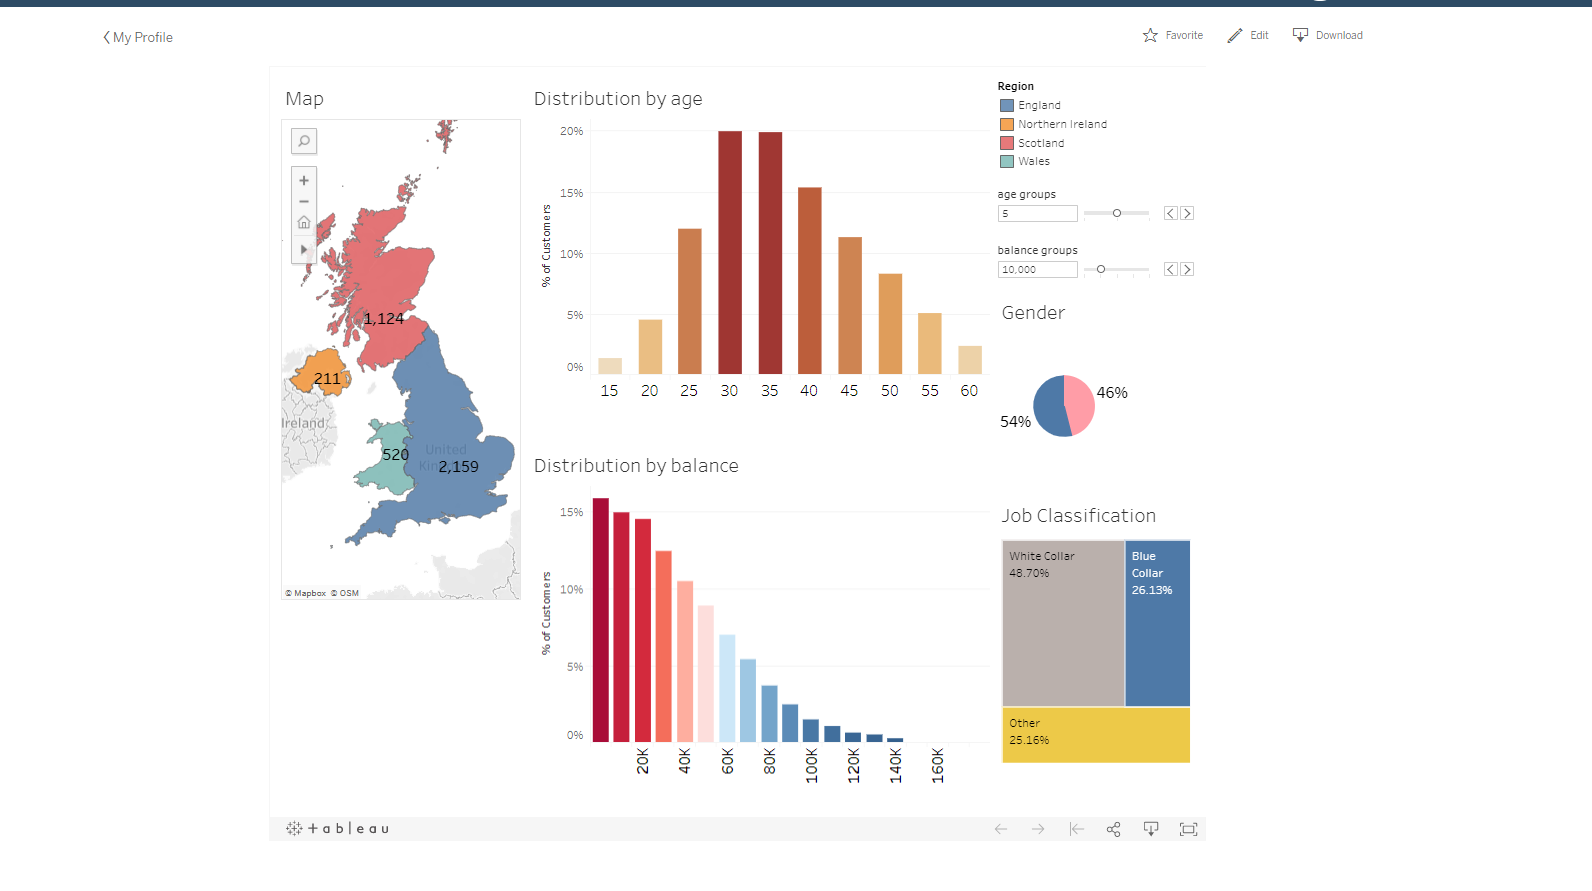 My Profile
Favorite
Edit
Download
Map
1,124
211
Ireland
520
United
2,159
© Mapbox © OSM
Distribution by age
% of Customers
20%
15%
10%
5%
0%
15 20 25 30 35 40 45 50 55 60
Distribution by balance
% of Customers
15%
10%
5%
0%
20K 40K 60K 80K 100K 120K 140K 160K
Region
England
Northern Ireland
Scotland
Wales
age groups
5
balance groups
10,000
Gender
46%
54%
Job Classification
White Collar
48.70%
Blue
Collar
26.13%
Other
25.16%
+ableau